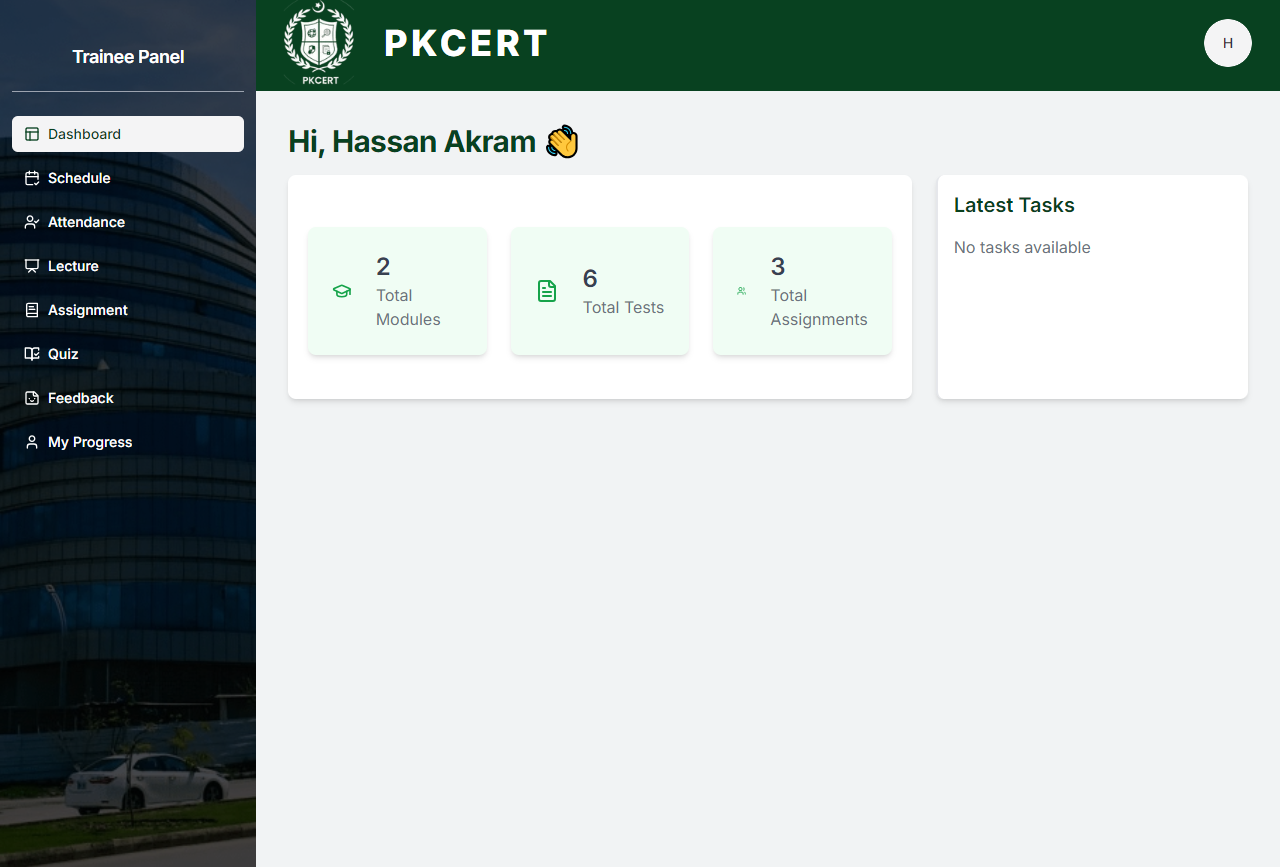 Trainee Panel
Dashboard
Schedule
Attendance
Lecture
Assignment
Quiz
Feedback
My Progress
PKCERT
PKCERT
H
Hi, Hassan Akram 👋
2
Total
Modules
6
Total Tests
3
Total
Assignments
Latest Tasks
No tasks available